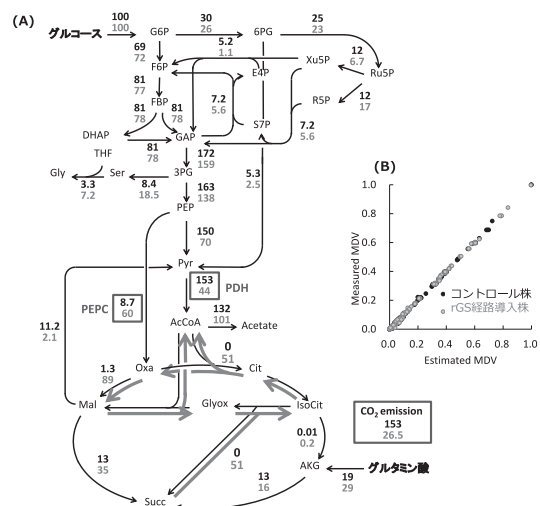 (A)
グルコース
100
100
G6P
30
26
6PG
25
23
69
72
5.2
1.1
Xu5P
12
6.7
Ru5P
F6P
E4P
81
77
7.2
5.6
R5P
12
17
FBP
81
78
81
78
S7P
7.2
5.6
DHAP
GAP
81
78
THF
172
159
Gly
Ser
3PG
3.3
7.2
8.4
18.5
163
138
5.3
2.5
PEP
150
70
Pyr
PEPC
8.7
60
153
44
PDH
11.2
2.1
AcCoA
132
101
Acetate
0
51
1.3
89
Oxa
Cit
Mal
Glyox
IsoCit
CO2 emission
153
26.5
0.01
0.2
0
51
AKG
グルタミン酸
19
29
13
35
13
16
Succ
(B)
Measured MDV
1.0
0.8
0.6
0.4
0.2
0.0
0.0 0.2 0.4 0.6 0.8 1.0
Estimated MDV
コントロール株
rGS経路導入株